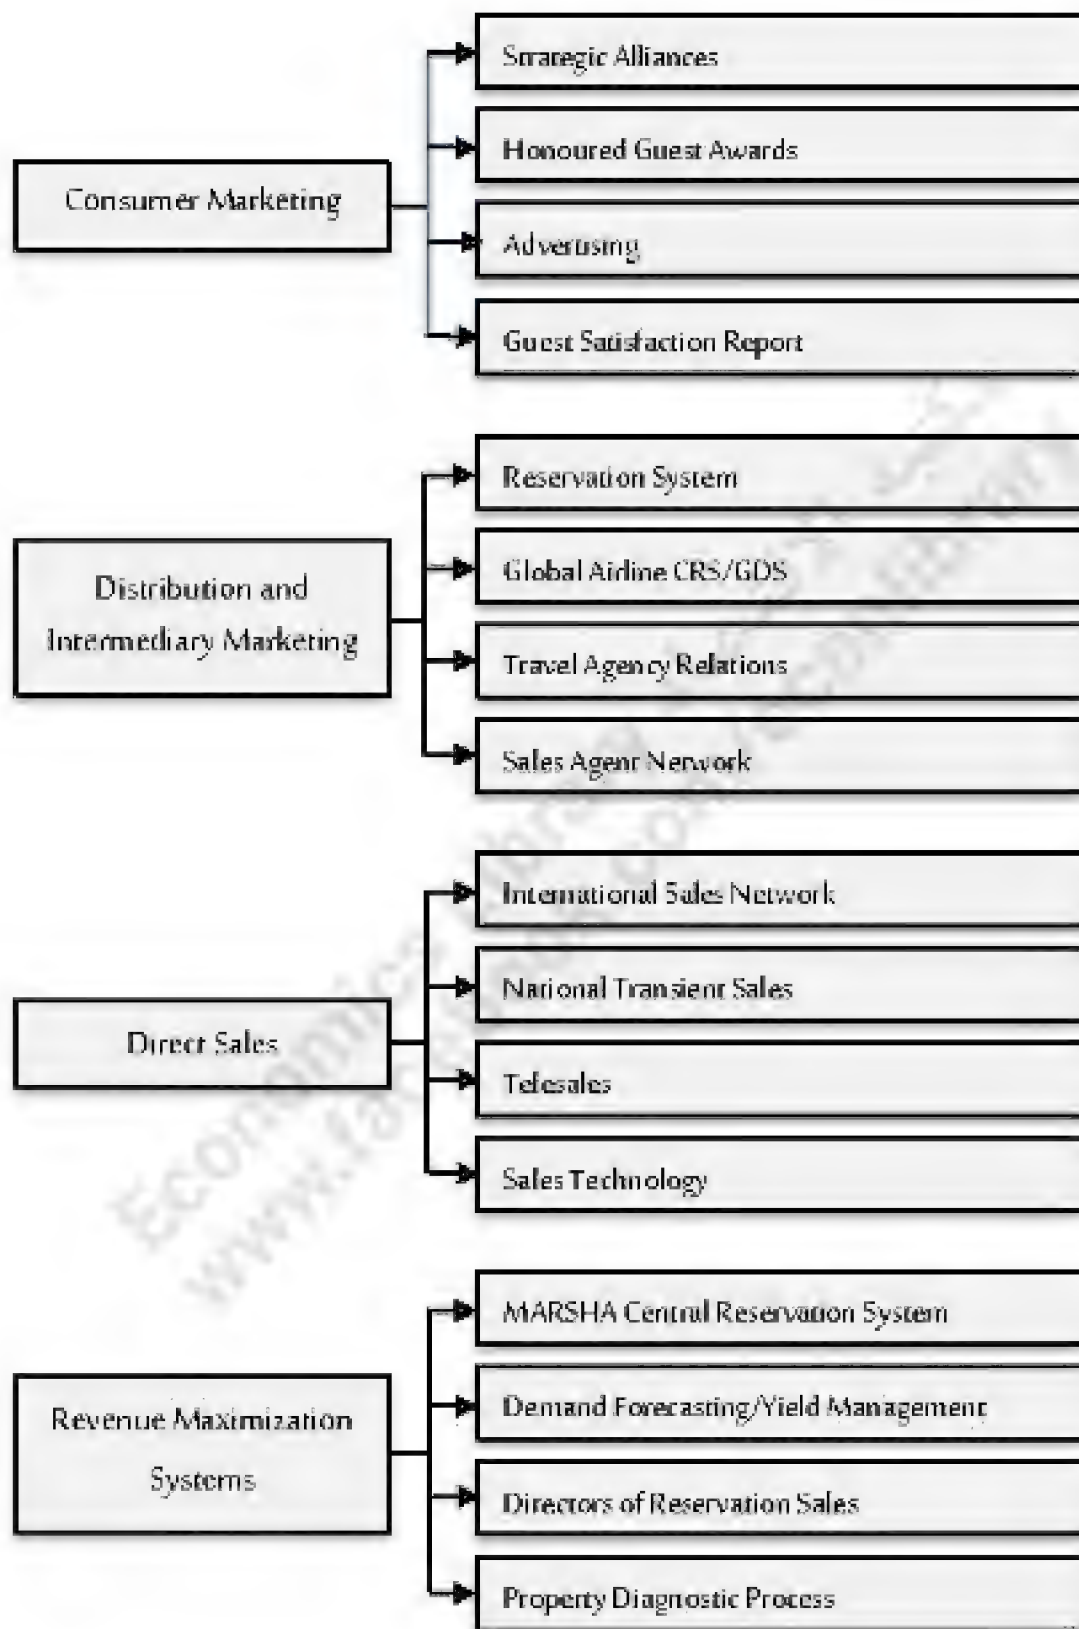 Consumer Marketing
Strategic Alliances
Honoured Guest Awards
Advertising
Guest Satisfaction Report
Distribution and
Intermediary Marketing
Reservation System
Global Airline CRS/GDS
Travel Agency Relations
Sales Agent Network
Direct Sales
International Sales Network
National Transient Sales
Telesales
Sales Technology
Revenue Maximization
Systems
MARSHA Central Reservation System
Demand Forecasting/Yield Management
Directors of Reservation Sales
Property Diagnostic Process
Economics